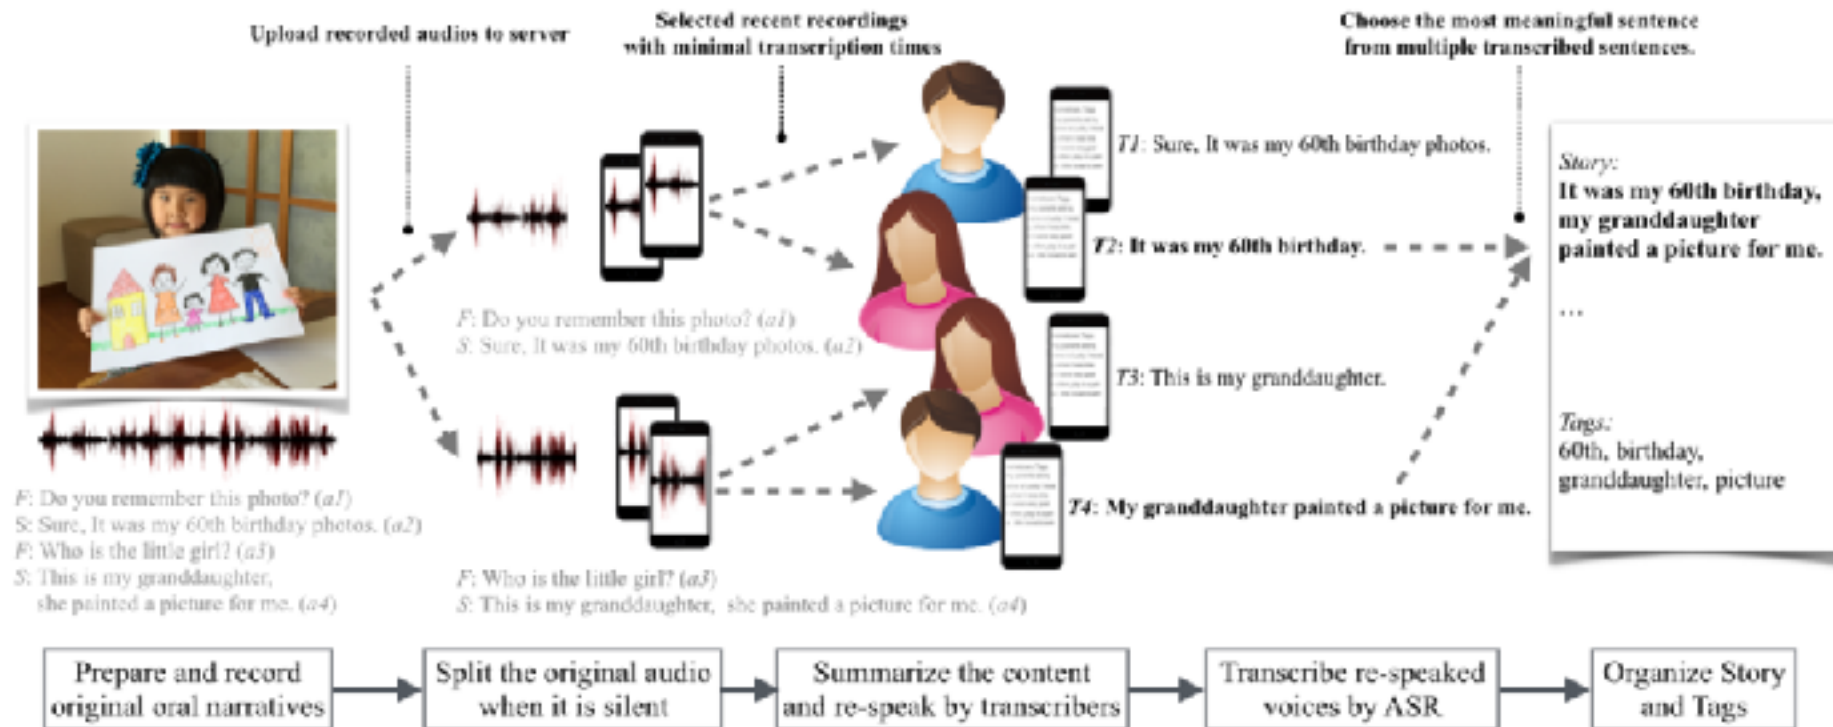 Upload recorded audios to server
Selected recent recordings
with minimal transcription times
Choose the most meaningful sentence
from multiple transcribed sentences.
F: Do you remember this photo? (a1)
S: Sure, It was my 60th birthday photos. (a2)
F: Who is the little girl? (a3)
S: This is my granddaughter,
she painted a picture for me. (a4)
F: Do you remember this photo? (a1)
S: Sure, It was my 60th birthday photos. (a2)
F: Who is the little girl? (a3)
S: This is my granddaughter, she painted a picture for me. (a4)
T1: Sure, It was my 60th birthday photos.
T2: It was my 60th birthday.
T3: This is my granddaughter.
T4: My granddaughter painted a picture for me.
Story:
It was my 60th birthday,
my granddaughter
painted a picture for me.
...
Tags:
60th, birthday,
granddaughter, picture
Prepare and record
original oral narratives
Split the original audio
when it is silent
Summarize the content
and re-speak by transcribers
Transcribe re-speaked
voices by ASR
Organize Story
and Tags